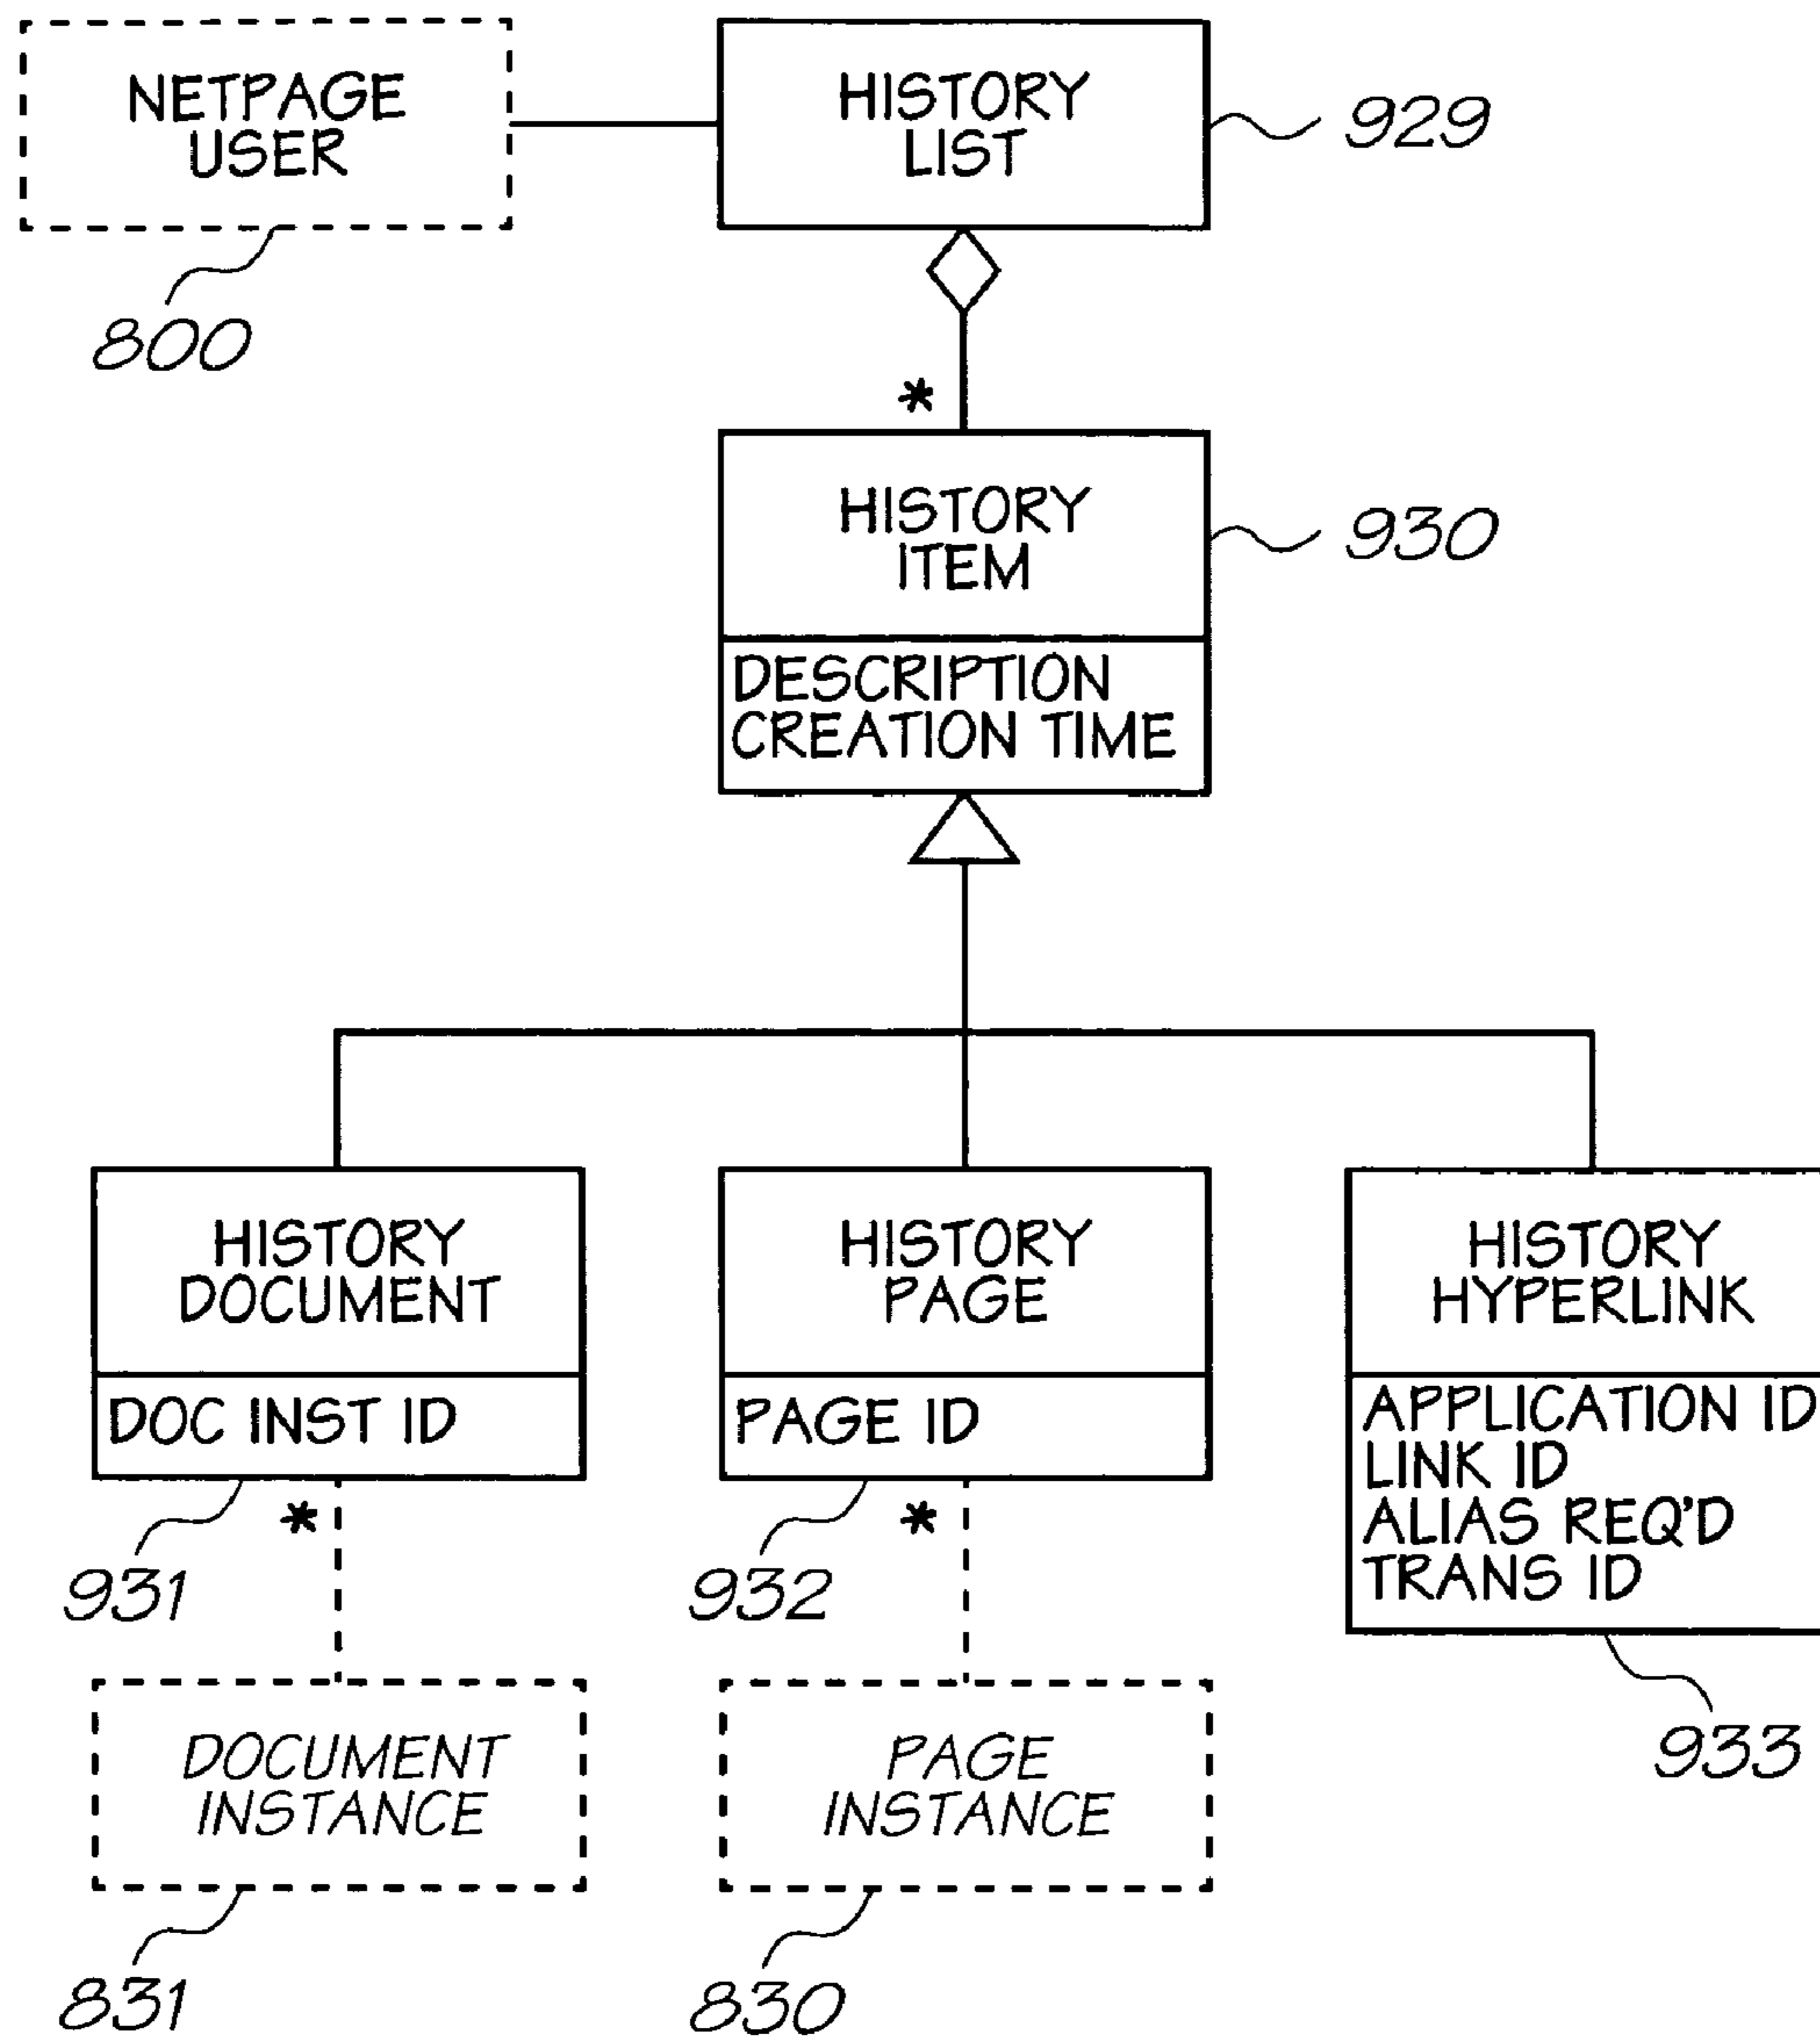 NETPAGE
USER
800
HISTORY
LIST
929
*
HISTORY
ITEM
930
DESCRIPTION
CREATION TIME
HISTORY
DOCUMENT
DOC INST ID
931
*
HISTORY
PAGE
PAGE ID
932
*
HISTORY
HYPERLINK
APPLICATION ID
LINK ID
ALIAS REQ'D
TRANS ID
933
DOCUMENT
INSTANCE
831
PAGE
INSTANCE
830